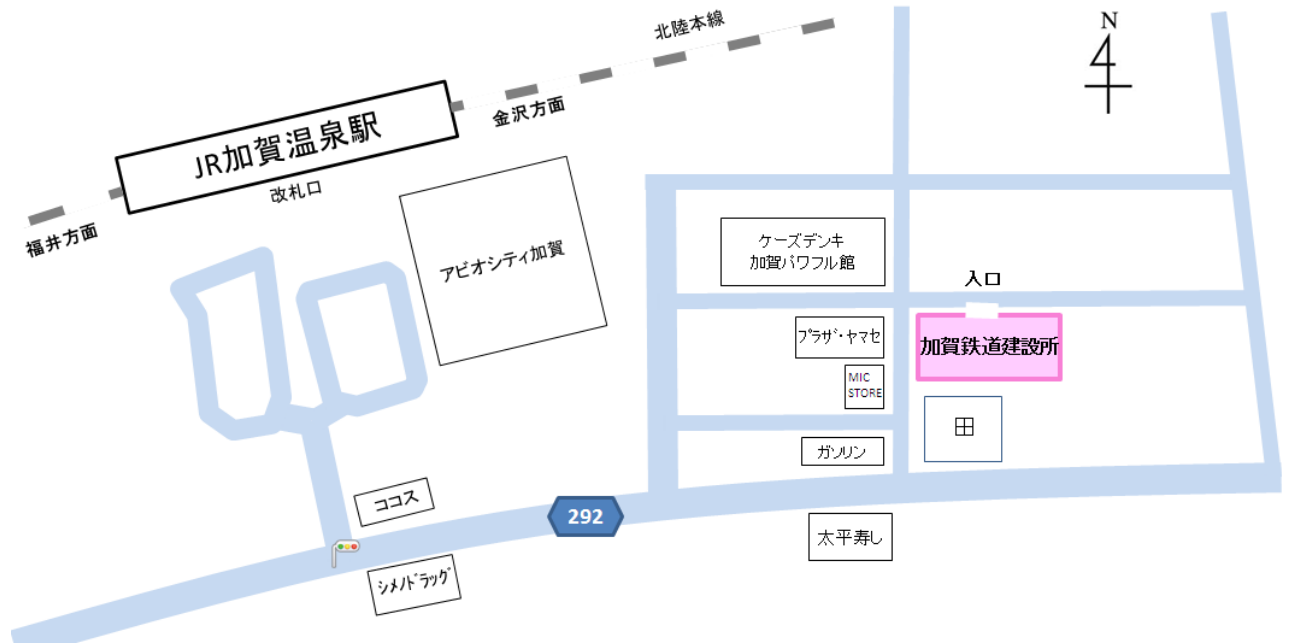 北陸本線
N
JR加賀温泉駅
金沢方面
改札口
福井方面
アビオシティ加賀
ケーズデンキ
加賀パワフル館
入口
プラザ・ヤマセ
加賀鉄道建設所
MIC
STORE
田
ガソリン
ココス
292
太平寿し
シメノドラッグ